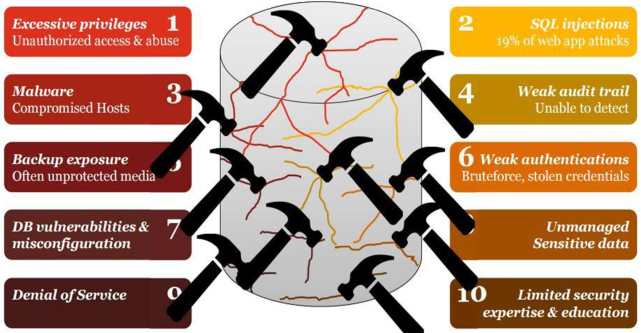 Excessive privileges 1
Unauthorized access & abuse
2 SQL injections
19% of web app attacks
Malware 3
Compromised Hosts
4 Weak audit trail
Unable to detect
Backup exposure
Often unprotected media
6 Weak authentications
Bruteforce, stolen credentials
DB vulnerabilities & 7
misconfiguration
Unmanaged
Sensitive data
Denial of Service
10 Limited security
expertise & education